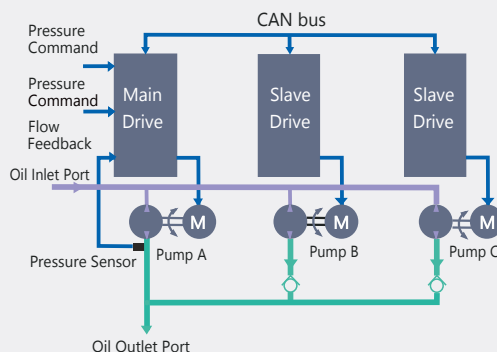 CAN bus
Pressure
Command
Pressure
Command
Flow
Feedback
Main
Drive
Slave
Drive
Slave
Drive
Oil Inlet Port
M
M
M
Pressure Sensor
Pump A
Pump B
Pump C
Oil Outlet Port